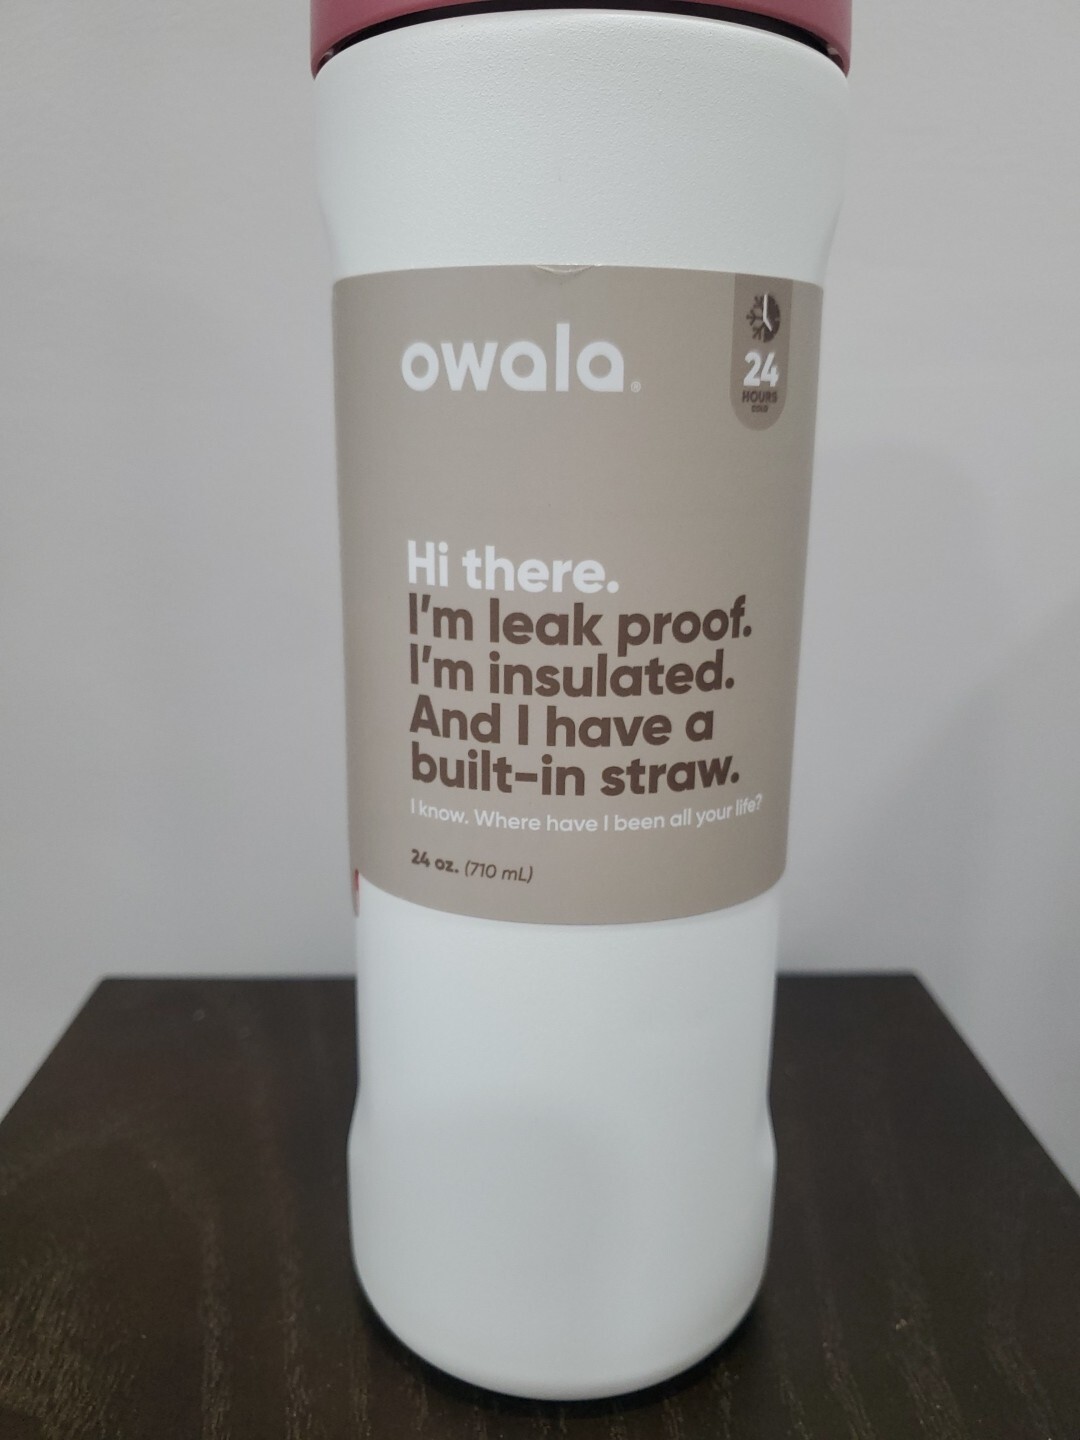 owala®
24
HOURS
COLD
Hi there.
I'm leak proof.
I'm insulated.
And I have a
built-in straw.
I know. Where have I been all your life?
24 oz. (710 mL)